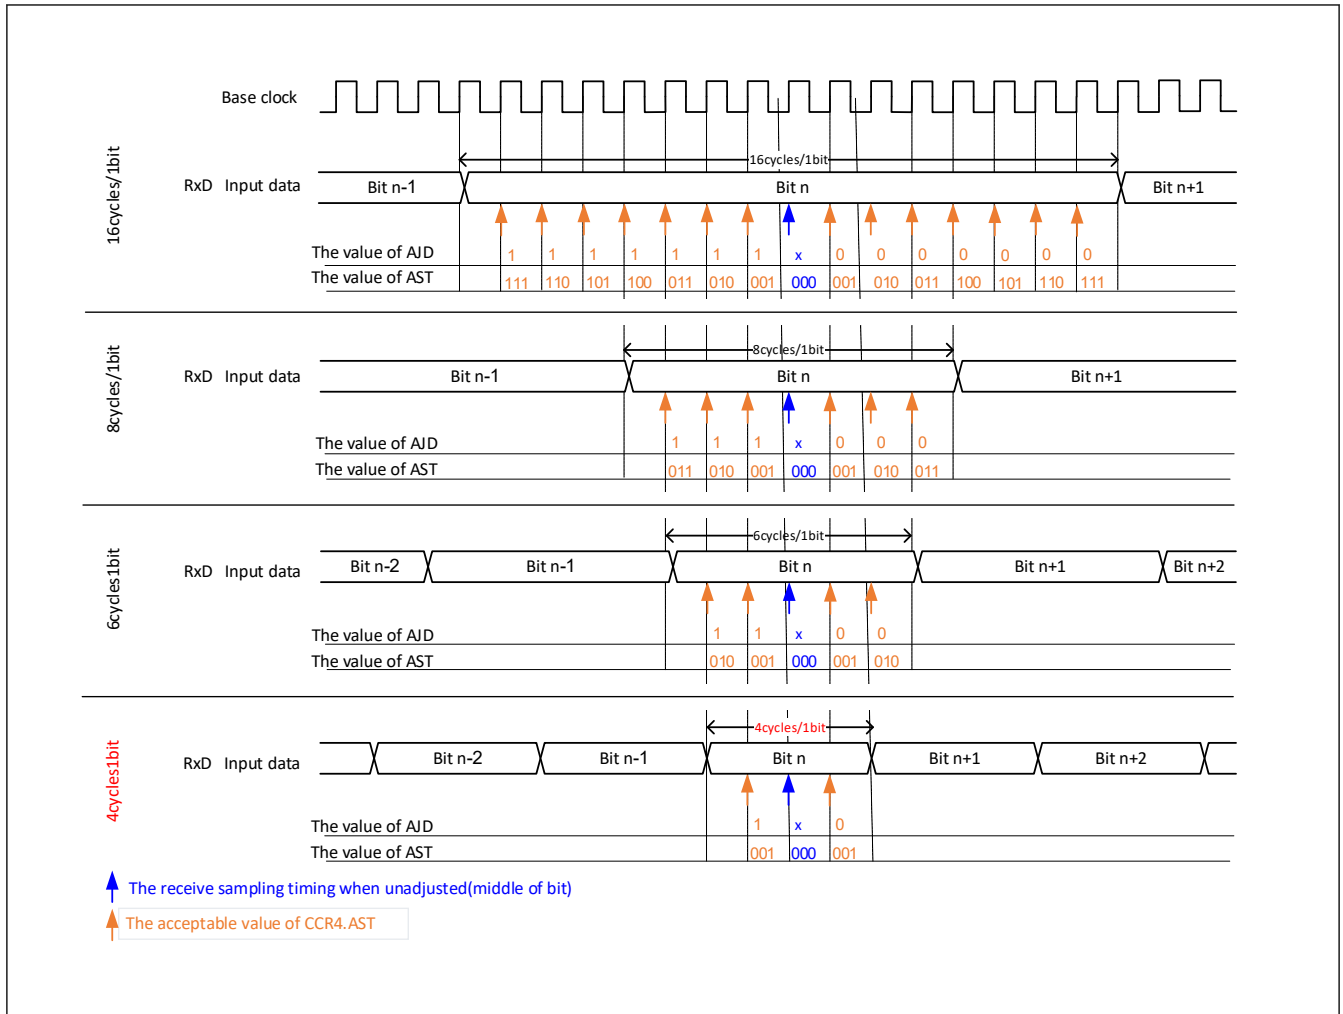 Base clock
16cycles/1bit
16cycles/1bit
RxD Input data Bit n-1 Bit n Bit n+1
The value of AJD 1 1 1 1 1 1 1 x 0 0 0 0 0 0 0
The value of AST 111 110 101 100 011 010 001 000 001 010 011 100 101 110 111
8cycles/1bit
8cycles/1bit
RxD Input data Bit n-1 Bit n Bit n+1
The value of AJD 1 1 1 x 0 0 0
The value of AST 011 010 001 000 001 010 011
6cycles1bit
6cycles/1bit
RxD Input data Bit n-2 Bit n-1 Bit n Bit n+1 Bit n+2
The value of AJD 1 1 x 0 0
The value of AST 010 001 000 001 010
4cycles1bit
4cycles/1bit
RxD Input data Bit n-2 Bit n-1 Bit n Bit n+1 Bit n+2
The value of AJD 1 x 0
The value of AST 001 000 001
The receive sampling timing when unadjusted(middle of bit)
The acceptable value of CCR4.AST